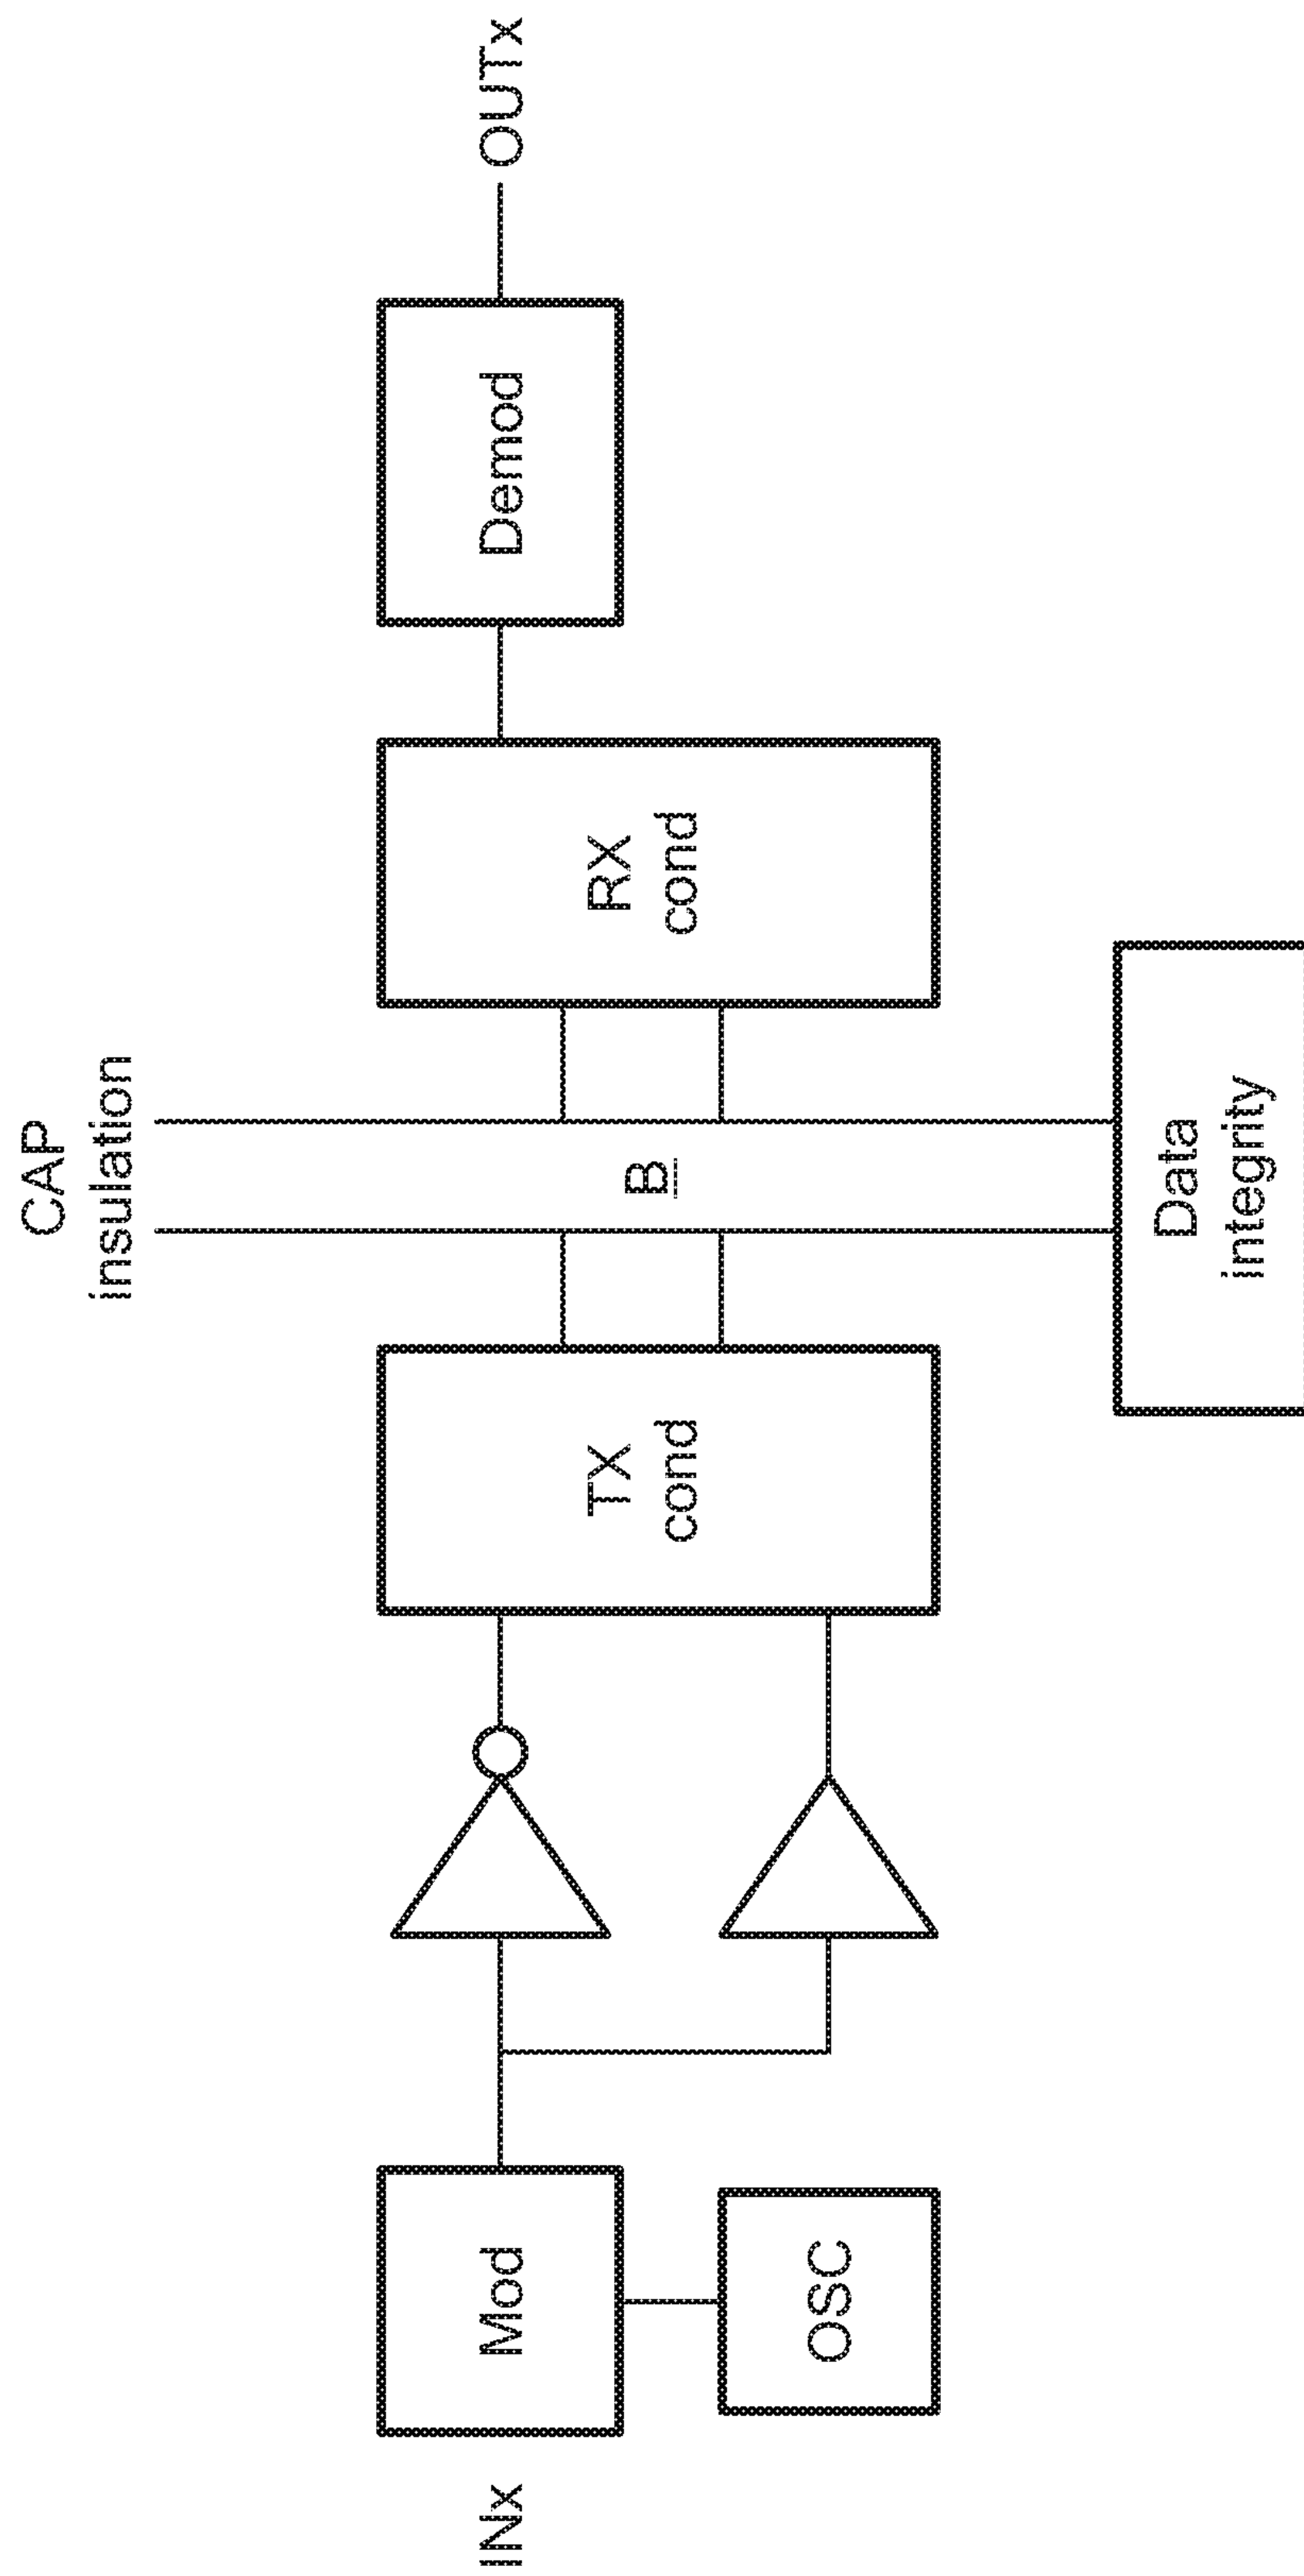 CAP
insulation
INx
Mod
OSC
TX
cond
B
RX
cond
Demod
OUTx
Data
integrity